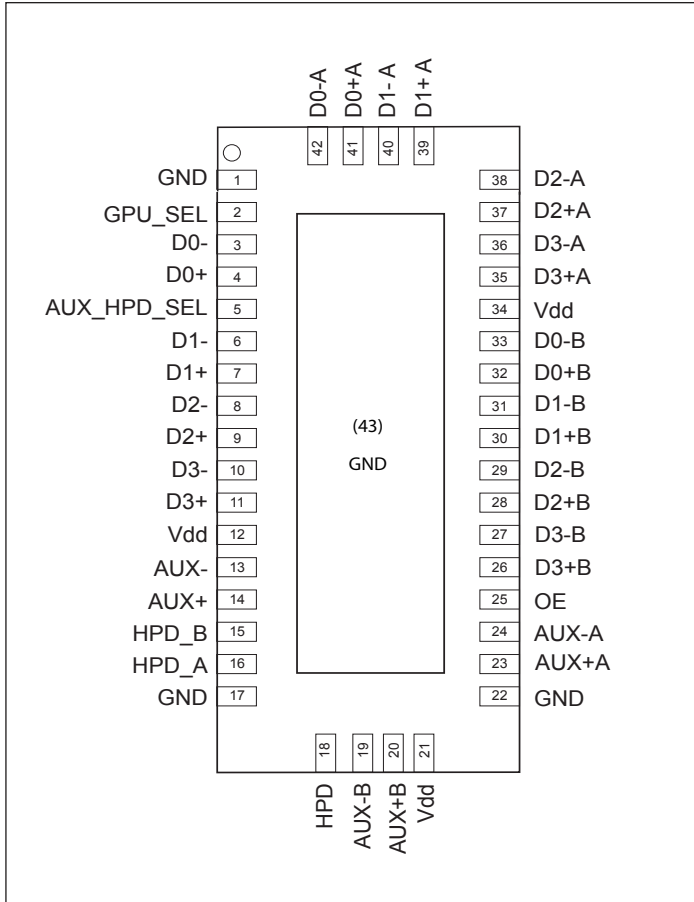 D0-A
D0+A
D1- A
D1+ A
42
41
40
39
GND 1
GPU_SEL 2
D0- 3
D0+ 4
AUX_HPD_SEL 5
D1- 6
D1+ 7
D2- 8
D2+ 9
D3- 10
D3+ 11
Vdd 12
AUX- 13
AUX+ 14
HPD_B 15
HPD_A 16
GND 17
(43)
GND
38 D2-A
37 D2+A
36 D3-A
35 D3+A
34 Vdd
33 D0-B
32 D0+B
31 D1-B
30 D1+B
29 D2-B
28 D2+B
27 D3-B
26 D3+B
25 OE
24 AUX-A
23 AUX+A
22 GND
18
19
20
21
HPD
AUX-B
AUX+B
Vdd